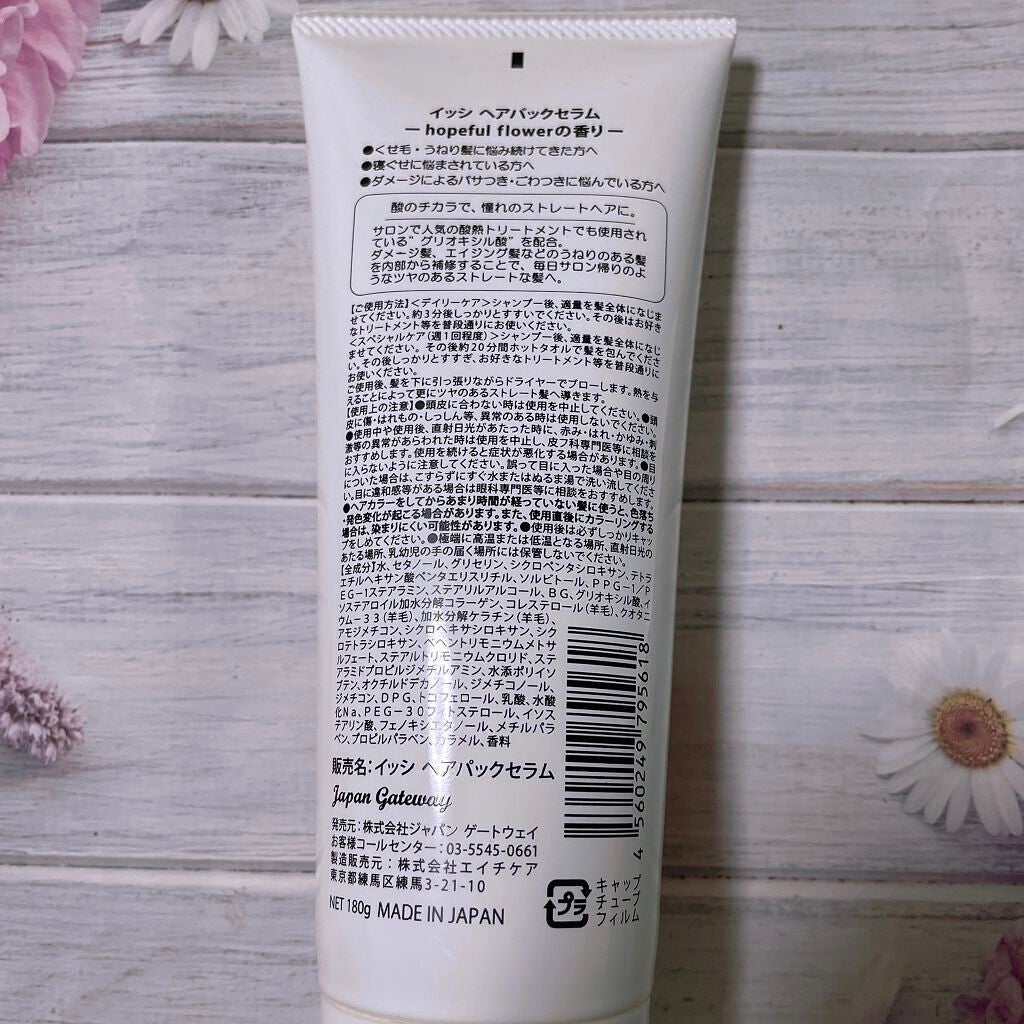 イッシ ヘアパックセラム
― hopeful flowerの香り ―
●くせ毛・うねり髪に悩み続けてきた方へ
●寝ぐせに悩まされている方へ
●ダメージによるパサつき・ごわつきに悩んでいる方へ
酸のチカラで、憧れのストレートヘアに。
サロンで人気の酸熱トリートメントでも使用され
ている"グリオキシル酸"を配合。
ダメージ髪、エイジング髪などのうねりのある髪
を内部から補修することで、毎日サロン帰りのよ
うなツヤのあるストレートな髪へ。
【ご使用方法】<デイリーケア>シャンプー後、適量を髪全体になじま
せてください。約3分後しっかりとすすいでください。その後はお好き
なトリートメント等を普段通りにお使いください。
<スペシャルケア(週1回程度)>シャンプー後、適量を髪全体になじ
ませてください。その後約20分間ホットタオルで髪を包んでくださ
い。その後しっかりとすすぎ、お好きなトリートメント等を普段通りに
お使いください。
ご使用後、髪を下に引っ張りながらドライヤーでブローします。熱を与
えることによって更にツヤのあるストレート髪へ導きます。
【使用上の注意】●頭皮に合わない時は使用を中止してください。●頭
皮に傷・はれもの・しっしん等、異常のある時は使用しないでください。
●使用中や使用後、直射日光があたった時に、赤み・はれ・かゆみ・刺
激等の異常があらわれた時は使用を中止し、皮フ科専門医等に相談を
おすすめします。使用を続けると症状が悪化する場合があります。●目
に入らないように注意してください。誤って目に入った場合や目の周り
についた場合は、こすらずにすぐ水またはぬるま湯で洗い流してくださ
い。目に違和感等がある場合は眼科専門医等に相談をおすすめします。
●ヘアカラーをしてからあまり時間が経っていない髪に使うと、色落ち
・発色変化が起こる場合があります。また、使用直後にカラーリングする
場合は、染まりにくい可能性があります。●使用後は必ずしっかりキャッ
プをしめてください。●極端に高温または低温となる場所、直射日光の
あたる場所、乳幼児の手の届く場所には保管しないでください。
【全成分】水、セタノール、グリセリン、シクロペンタシロキサン、テトラ
エチルヘキサン酸ペンタエリスリチル、ソルビトール、PPG-1/P
EG-1ステアラミン、ステアリルアルコール、BG、グリオキシル酸、イ
ソステアロイル加水分解コラーゲン、コレステロール(羊毛)、クオタニ
ウム-33(羊毛)、加水分解ケラチン(羊毛)、
アモジメチコン、シクロヘキサシロキサン、シク
ロテトラシロキサン、ベヘントリモニウムメトサ
ルフェート、ステアルトリモニウムクロリド、ステ
アラミドプロピルジメチルアミン、水添ポリイソ
ブテン、オクチルドデカノール、ジメチコノール、
ジメチコン、DPG、トコフェロール、乳酸、水酸
化Na、PEG-30フィトステロール、イソス
テアリン酸、フェノキシエタノール、メチルパラ
ベン、プロピルパラベン、カラメル、香料
4 560249 795618
販売名:イッシ ヘアパックセラム
Japan Gateway
発売元:株式会社ジャパン ゲートウェイ
お客様コールセンター:03-5545-0661
製造販売元:株式会社エイチケア
東京都練馬区練馬3-21-10
NET 180g MADE IN JAPAN
プラ
キャップ
チューブ
フィルム